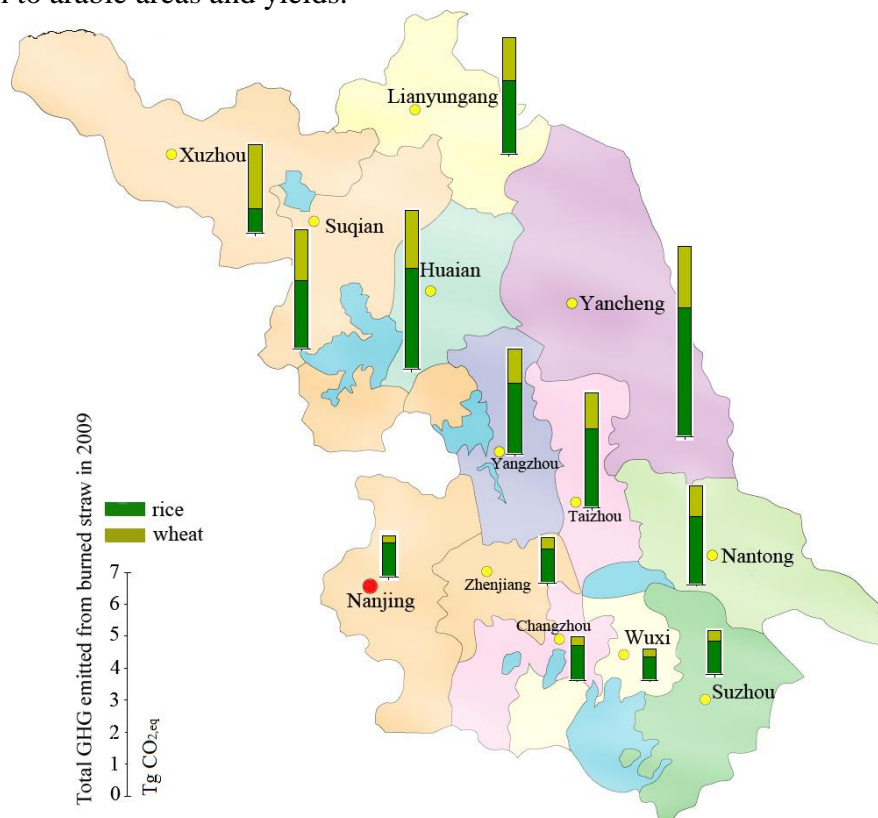 n to arable areas and yields.
Lianyungang
Xuzhou
Suqian
Huaian
Yancheng
Yangzhou
Taizhou
Nantong
Nanjing
Zhenjiang
Changzhou
Wuxi
Suzhou
rice
wheat
Total GHG emitted from burned straw in 2009
Tg CO2,eq
7
6
5
4
3
2
1
0